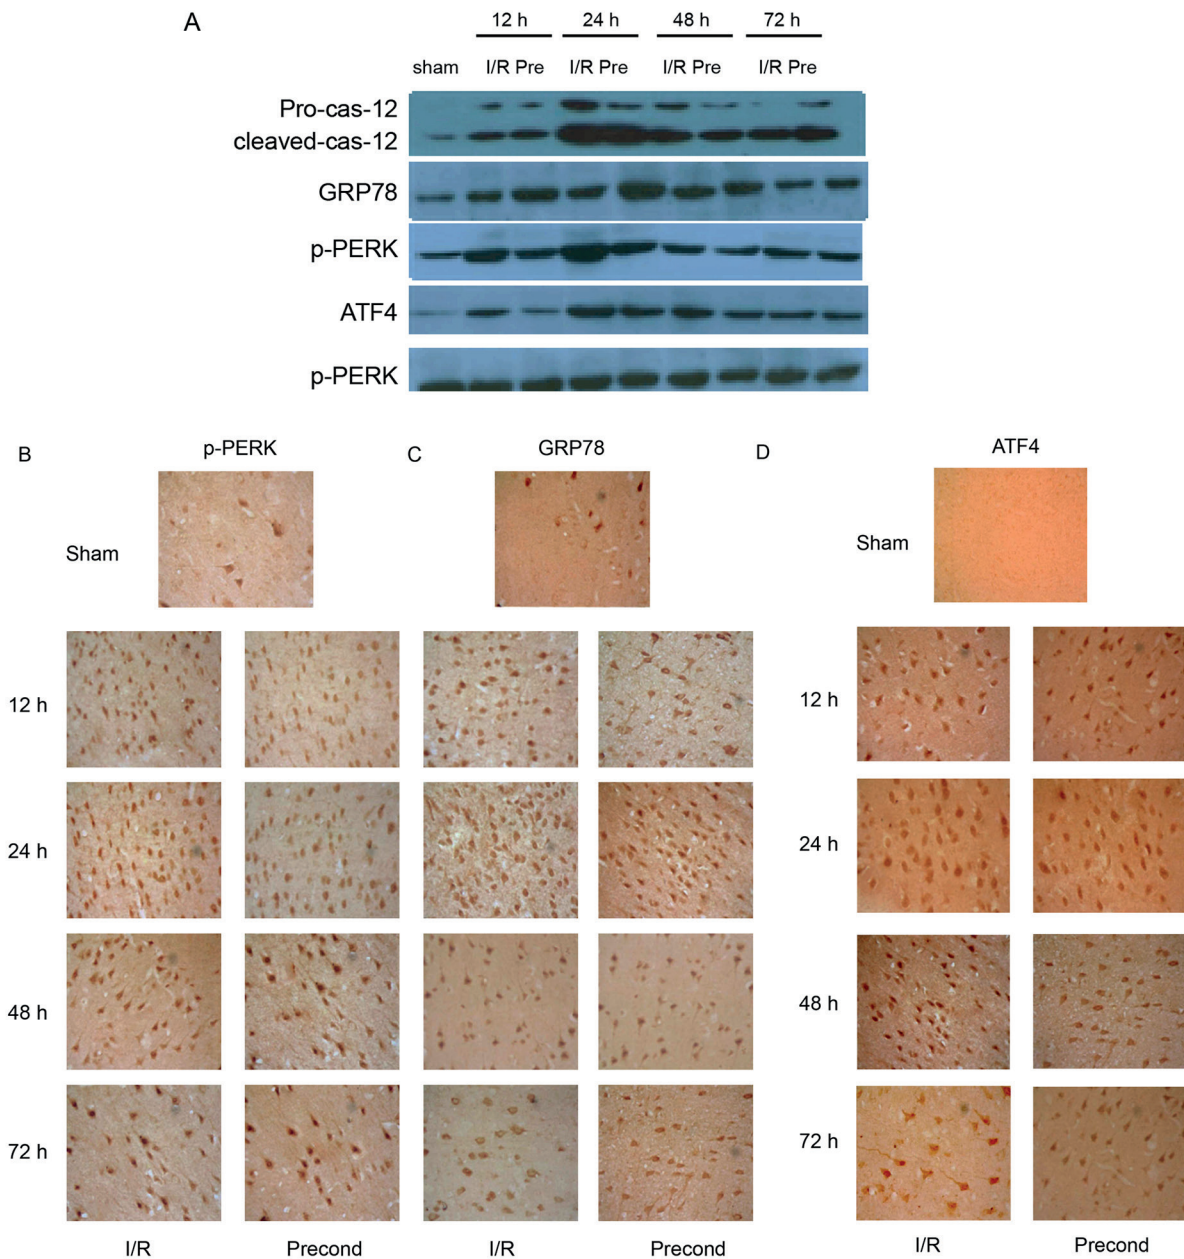 A
12 h 24 h 48 h 72 h
sham I/R Pre I/R Pre I/R Pre I/R Pre
Pro-cas-12
cleaved-cas-12
GRP78
p-PERK
ATF4
p-PERK
B p-PERK C GRP78 D ATF4
Sham Sham
12 h 12 h
24 h 24 h
48 h 48 h
72 h 72 h
I/R Precond I/R Precond I/R Precond